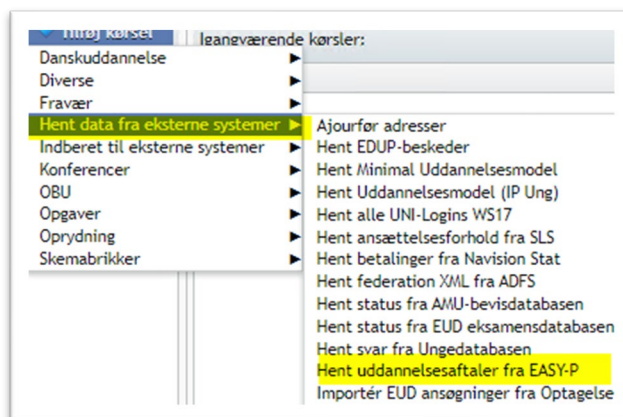 Tilføj kørsel
Igangværende kørsler:
Danskuddannelse
Diverse
Fravær
Hent data fra eksterne systemer
Indberet til eksterne systemer
Konferencer
OBU
Opgaver
Oprydning
Skemabrikker
Ajourfør adresser
Hent EDUP-beskeder
Hent Minimal Uddannelsesmodel
Hent Uddannelsesmodel (IP Ung)
Hent alle UNI-Logins WS17
Hent ansættelsesforhold fra SLS
Hent betalinger fra Navision Stat
Hent federation XML fra ADFS
Hent status fra AMU-bevisdatabasen
Hent status fra EUD eksamensdatabasen
Hent svar fra Ungedatabasen
Hent uddannelsesaftaler fra EASY-P
Importér EUD ansøgninger fra Optagelse